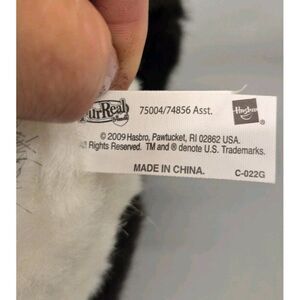 75004/74856 Asst.
Hasbro
© 2009 Hasbro, Pawtucket, RI 02862 USA.
Rights Reserved. TM and ® denote U.S. Trademarks.
MADE IN CHINA.
C-022G